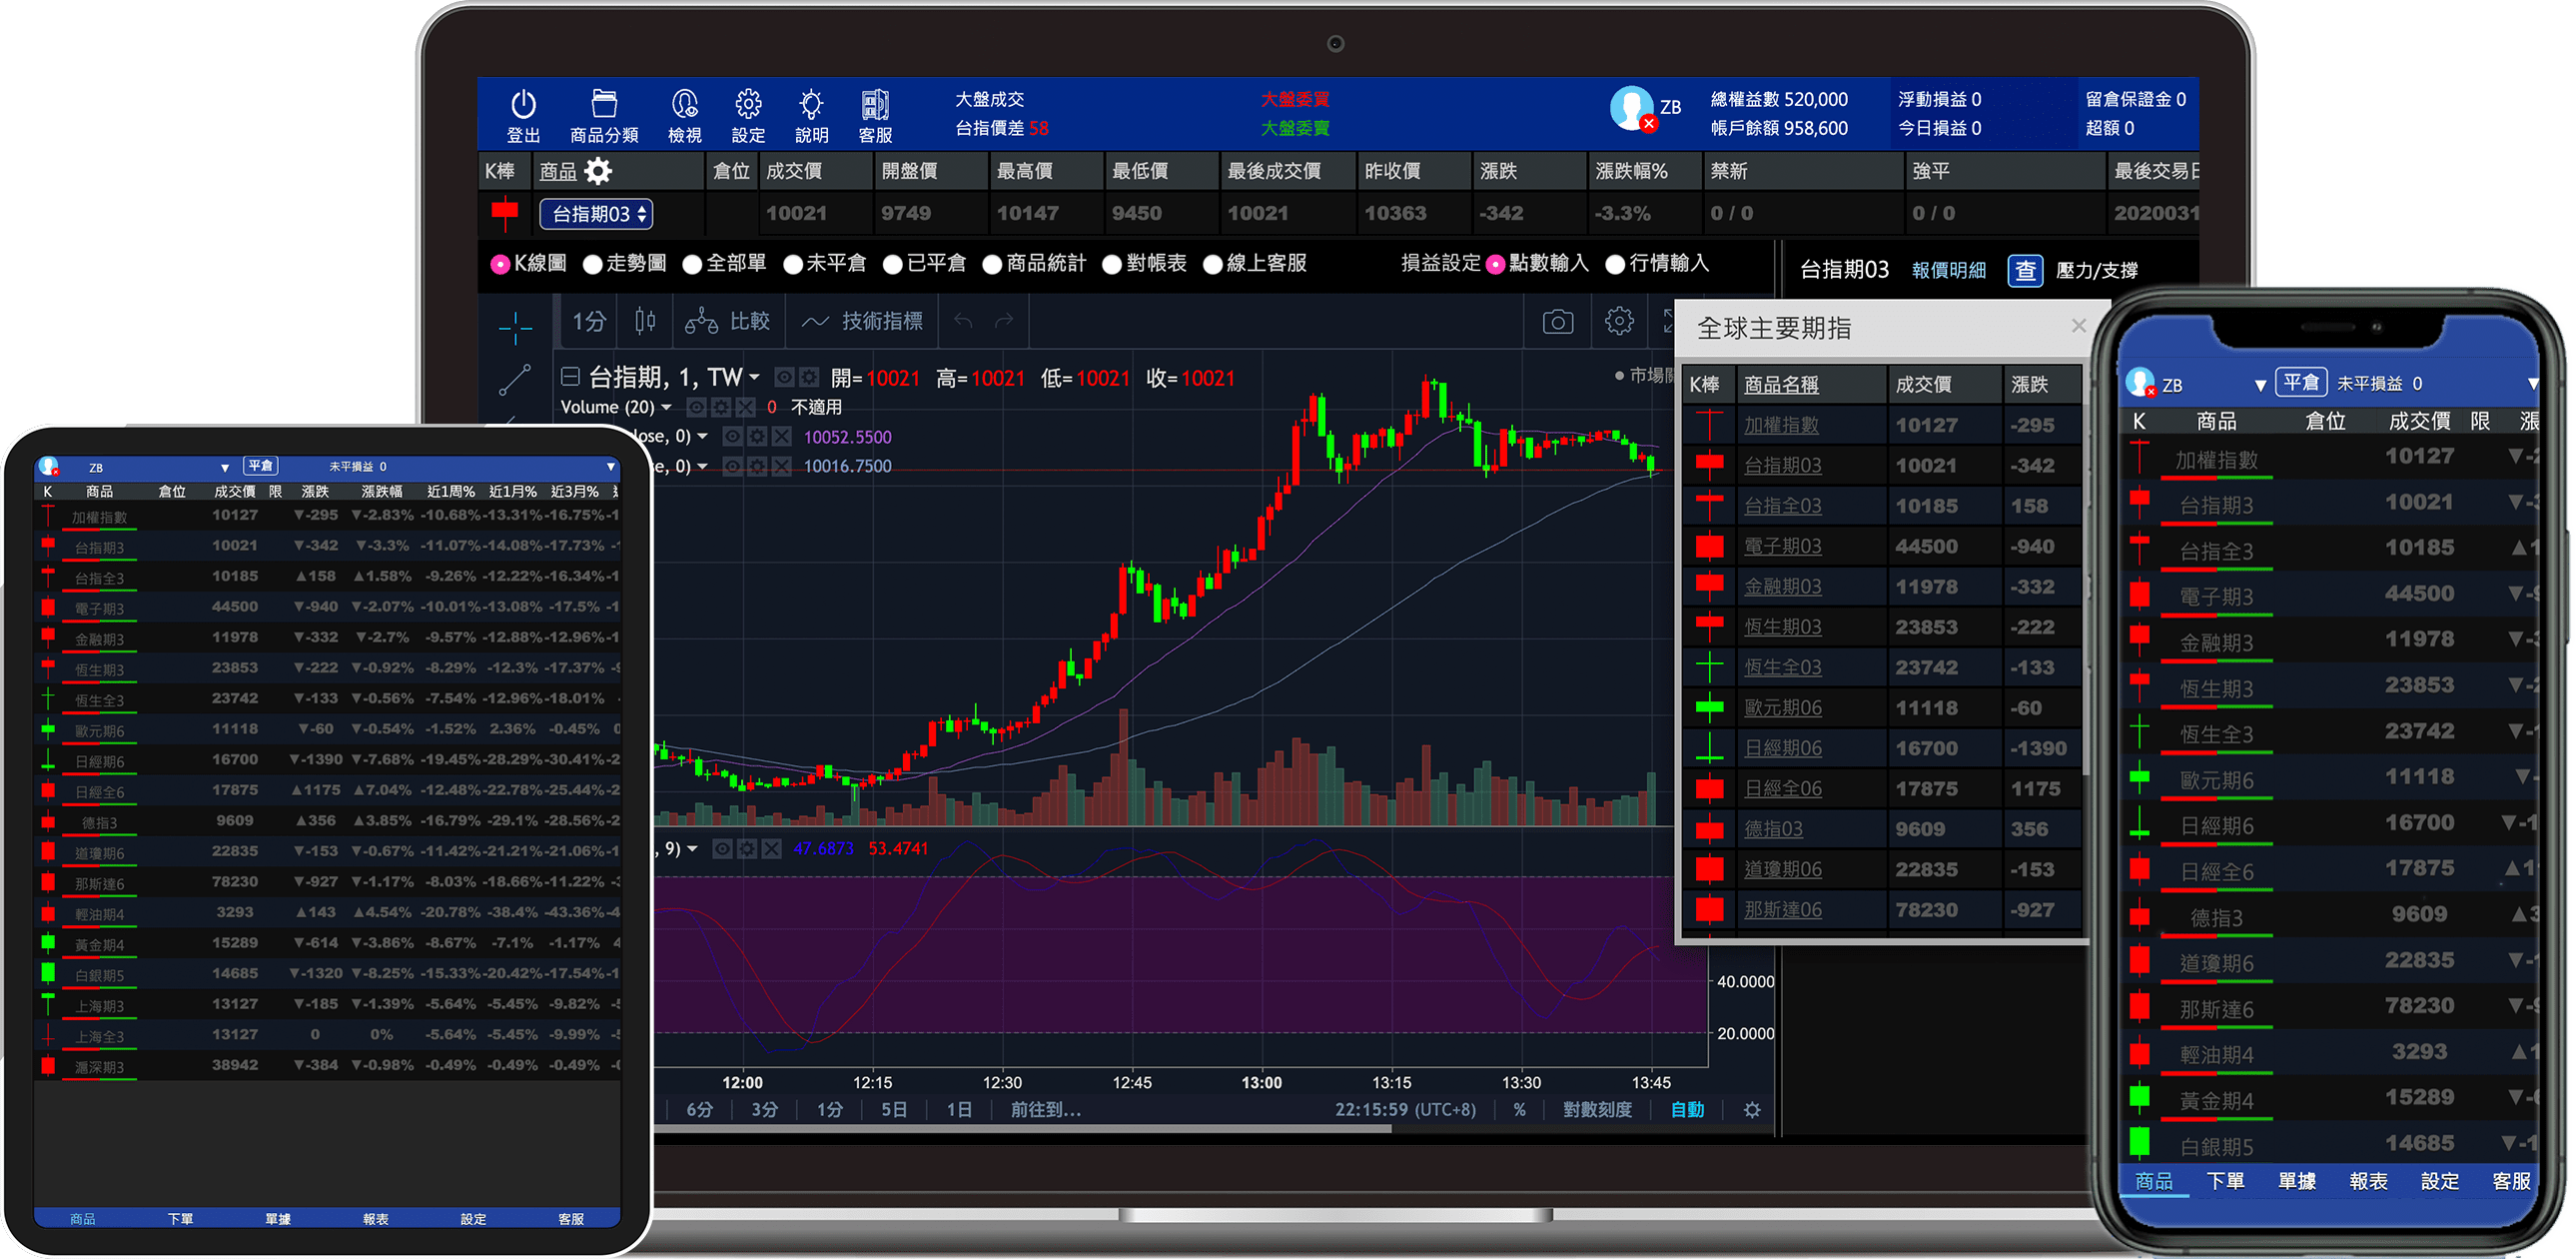 登出 商品分類 檢視 設定 說明 客服
大盤成交 大盤委買
台指價差 58 大盤委賣
ZB
總權益數 520,000 浮動損益 0 留倉保證金 0
帳戶餘額 958,600 今日損益 0 超額 0
K棒 商品 倉位 成交價 開盤價 最高價 最低價 最後成交價 昨收價 漲跌 漲跌幅% 禁新 強平 最後交易日
台指期03 10021 9749 10147 9450 10021 10363 -342 -3.3% 0 / 0 0 / 0 2020031
K線圖 走勢圖 全部單 未平倉 已平倉 商品統計 對帳表 線上客服 損益設定 點數輸入 行情輸入
台指期03 報價明細 查 壓力/支撐
1分 比較 技術指標
台指期, 1, TW 開=10021 高=10021 低=10021 收=10021
市場
Volume (20) 0 不適用
lose, 0) 10052.5500
se, 0) 10016.7500
, 9) 47.6873 53.4741
40.0000
20.0000
12:00 12:15 12:30 12:45 13:00 13:15 13:30 13:45
6分 3分 1分 5日 1日 前往到... 22:15:59 (UTC+8) % 對數刻度 自動
全球主要期指 ×
K棒 商品名稱 成交價 漲跌
加權指數 10127 -295
台指期03 10021 -342
台指全03 10185 158
電子期03 44500 -940
金融期03 11978 -332
恆生期03 23853 -222
恆生全03 23742 -133
歐元期06 11118 -60
日經期06 16700 -1390
日經全06 17875 1175
德指03 9609 356
道瓊期06 22835 -153
那斯達06 78230 -927
ZB ▼ 平倉 未平損益 0 ▼
K 商品 倉位 成交價 限 漲跌 漲跌幅 近1周% 近1月% 近3月%
加權指數 10127 ▼-295 ▼-2.83% -10.68% -13.31% -16.75% -1
台指期3 10021 ▼-342 ▼-3.3% -11.07% -14.08% -17.73% -1
台指全3 10185 ▲158 ▲1.58% -9.26% -12.22% -16.34% -1
電子期3 44500 ▼-940 ▼-2.07% -10.01% -13.08% -17.5% -1
金融期3 11978 ▼-332 ▼-2.7% -9.57% -12.88% -12.96% -1
恆生期3 23853 ▼-222 ▼-0.92% -8.29% -12.3% -17.37% -9
恆生全3 23742 ▼-133 ▼-0.56% -7.54% -12.96% -18.01%
歐元期6 11118 ▼-60 ▼-0.54% -1.52% 2.36% -0.45% 0
日經期6 16700 ▼-1390 ▼-7.68% -19.45% -28.29% -30.41% -2
日經全6 17875 ▲1175 ▲7.04% -12.48% -22.78% -25.44% -2
德指3 9609 ▲356 ▲3.85% -16.79% -29.1% -28.56% -2
道瓊期6 22835 ▼-153 ▼-0.67% -11.42% -21.21% -21.06% -1
那斯達6 78230 ▼-927 ▼-1.17% -8.03% -18.66% -11.22% -3
輕油期4 3293 ▲143 ▲4.54% -20.78% -38.4% -43.36% -4
黃金期4 15289 ▼-614 ▼-3.86% -8.67% -7.1% -1.17% 4
白銀期5 14685 ▼-1320 ▼-8.25% -15.33% -20.42% -17.54% -1
上海期3 13127 ▼-185 ▼-1.39% -5.64% -5.45% -9.82% -5
上海全3 13127 0 0% -5.64% -5.45% -9.99% -5
滬深期3 38942 ▼-384 ▼-0.98% -0.49% -0.49% -0.49% -0
商品 下單 單據 報表 設定 客服
ZB ▼ 平倉 未平損益 0 ▼
K 商品 倉位 成交價 限 漲
加權指數 10127 ▼-2
台指期3 10021 ▼-3
台指全3 10185 ▲1
電子期3 44500 ▼-9
金融期3 11978 ▼-3
恆生期3 23853 ▼-2
恆生全3 23742 ▼-1
歐元期6 11118 ▼-
日經期6 16700 ▼-1
日經全6 17875 ▲11
德指3 9609 ▲3
道瓊期6 22835 ▼-1
那斯達6 78230 ▼-9
輕油期4 3293 ▲1
黃金期4 15289 ▼-6
白銀期5 14685 ▼-1
商品 下單 單據 報表 設定 客服